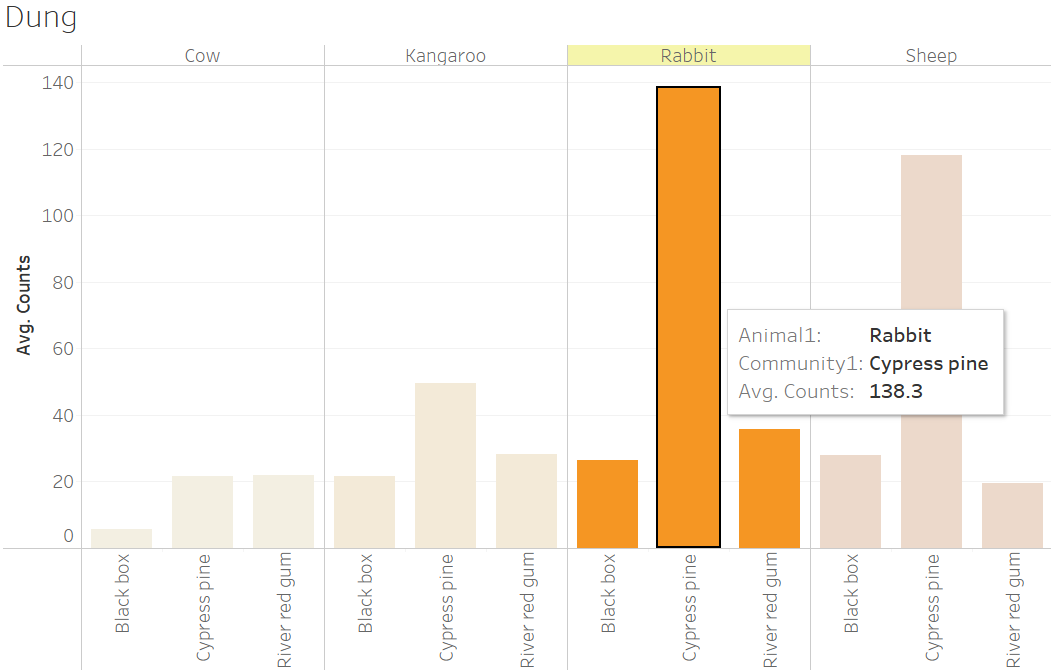 Dung
Cow Kangaroo Rabbit Sheep
140
120
100
80
60
40
20
0
Avg. Counts
Animal1: Rabbit
Community1: Cypress pine
Avg. Counts: 138.3
Black box Cypress pine River red gum Black box Cypress pine River red gum Black box Cypress pine River red gum Black box Cypress pine River red gum